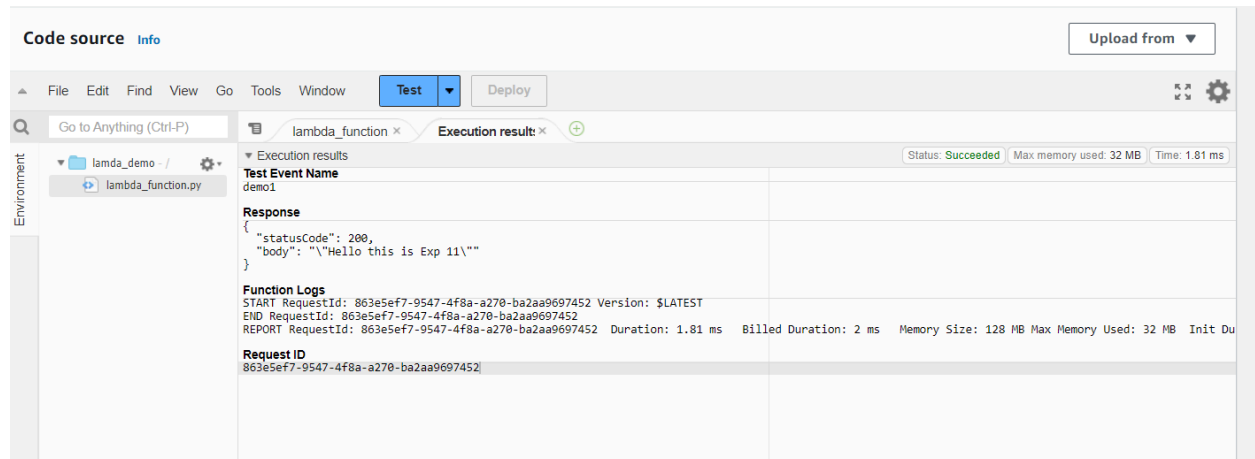 Code source Info
Upload from
File Edit Find View Go Tools Window Test Deploy
Go to Anything (Ctrl-P)
lambda_function Execution results
Environment
lamda_demo - /
lambda_function.py
Execution results
Status: Succeeded Max memory used: 32 MB Time: 1.81 ms
Test Event Name
demo1
Response
{
"statusCode": 200,
"body": "\"Hello this is Exp 11\""
}
Function Logs
START RequestId: 863e5ef7-9547-4f8a-a270-ba2aa9697452 Version: $LATEST
END RequestId: 863e5ef7-9547-4f8a-a270-ba2aa9697452
REPORT RequestId: 863e5ef7-9547-4f8a-a270-ba2aa9697452 Duration: 1.81 ms Billed Duration: 2 ms Memory Size: 128 MB Max Memory Used: 32 MB Init Du
Request ID
863e5ef7-9547-4f8a-a270-ba2aa9697452